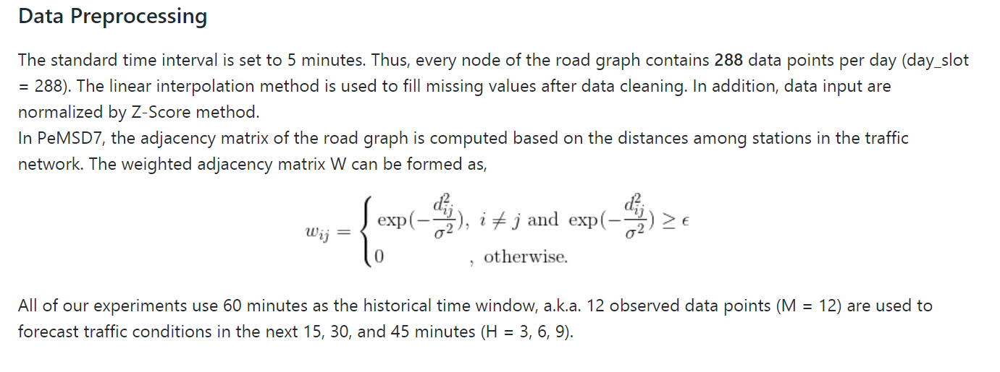 Data Preprocessing
The standard time interval is set to 5 minutes. Thus, every node of the road graph contains 288 data points per day (day_slot
= 288). The linear interpolation method is used to fill missing values after data cleaning. In addition, data input are
normalized by Z-Score method.
In PeMSD7, the adjacency matrix of the road graph is computed based on the distances among stations in the traffic
network. The weighted adjacency matrix W can be formed as,
w_{ij} = \begin{cases} \exp(-\frac{d_{ij}^2}{\sigma^2}), & i \neq j \text{ and } \exp(-\frac{d_{ij}^2}{\sigma^2}) \geq \epsilon \\ 0 & , \text{ otherwise.} \end{cases}
All of our experiments use 60 minutes as the historical time window, a.k.a. 12 observed data points (M = 12) are used to
forecast traffic conditions in the next 15, 30, and 45 minutes (H = 3, 6, 9).